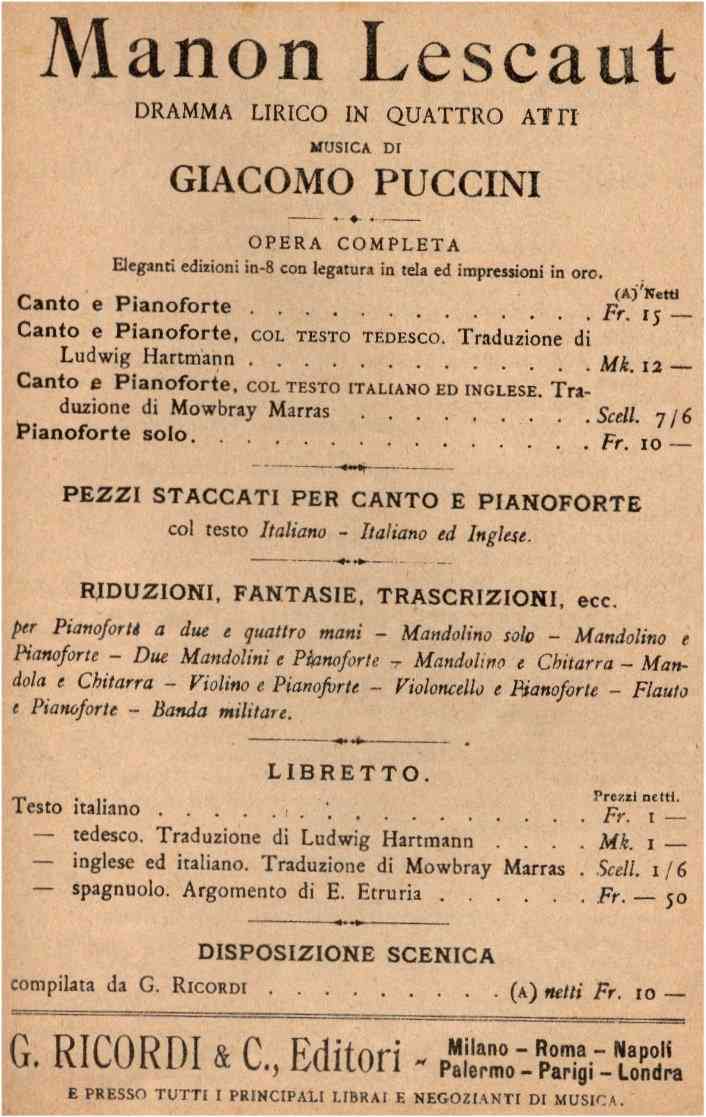 Manon Lescaut
DRAMMA LIRICO IN QUATTRO ATTI
MUSICA DI
GIACOMO PUCCINI
OPERA COMPLETA
Eleganti edizioni in-8 con legatura in tela ed impressioni in oro.
(A) Netti
Canto e Pianoforte . . . . . . . . . . . . . . Fr. 15 —
Canto e Pianoforte, COL TESTO TEDESCO. Traduzione di
Ludwig Hartmann . . . . . . . . . . . . . . Mk. 12 —
Canto e Pianoforte, COL TESTO ITALIANO ED INGLESE. Tra-
duzione di Mowbray Marras . . . . . . . . . Scell. 7/6
Pianoforte solo. . . . . . . . . . . . . . . . Fr. 10 —
PEZZI STACCATI PER CANTO E PIANOFORTE
col testo Italiano - Italiano ed Inglese.
RIDUZIONI, FANTASIE, TRASCRIZIONI, ecc.
per Pianoforte a due e quattro mani – Mandolino solo – Mandolino e
Pianoforte – Due Mandolini e Pianoforte – Mandolino e Chitarra – Man-
dola e Chitarra – Violino e Pianoforte – Violoncello e Pianoforte – Flauto
e Pianoforte – Banda militare.
LIBRETTO.
Prezzi netti.
Testo italiano . . . . . . . . . . . . . . . . Fr. 1 —
— tedesco. Traduzione di Ludwig Hartmann . . . . Mk. 1 —
— inglese ed italiano. Traduzione di Mowbray Marras . Scell. 1/6
— spagnuolo. Argomento di E. Etruria . . . . . . Fr. — 50
DISPOSIZIONE SCENICA
compilata da G. RICORDI . . . . . . . . . (A) netti Fr. 10 —
G. RICORDI & C., Editori - Milano – Roma – Napoli
Palermo – Parigi – Londra
E PRESSO TUTTI I PRINCIPALI LIBRAI E NEGOZIANTI DI MUSICA.